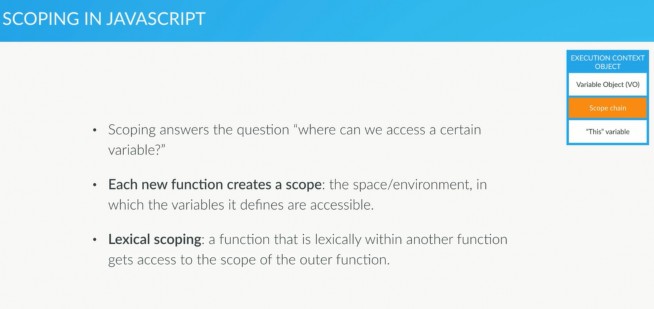 SCOPING IN JAVASCRIPT
EXECUTION CONTEXT
OBJECT
Variable Object (VO)
Scope chain
"This" variable
• Scoping answers the question “where can we access a certain
variable?”
• Each new function creates a scope: the space/environment, in
which the variables it defines are accessible.
• Lexical scoping: a function that is lexically within another function
gets access to the scope of the outer function.